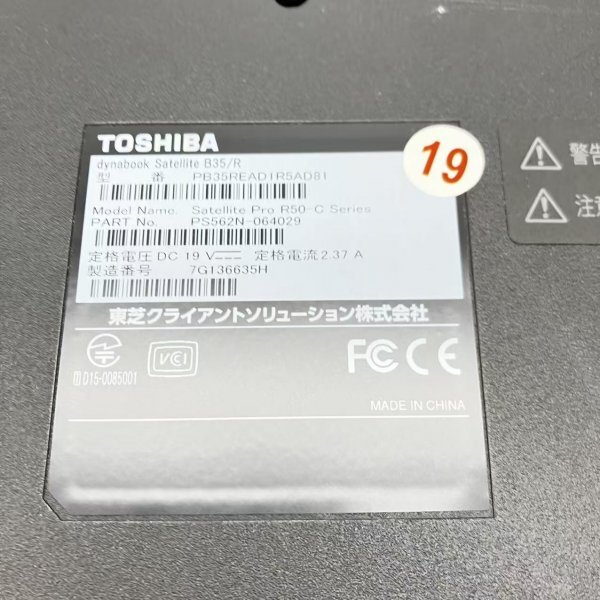 TOSHIBA
dynabook Satellite B35/R
型 番 PB35READ1R5AD81
Model Name. Satellite Pro R50-C Series
PART No. PS562N-064029
定格電圧 DC 19 V 定格電流 2.37 A
製造番号 7G136635H
東芝クライアントソリューション株式会社
D15-0085001
VCI
FC CE
MADE IN CHINA
19
警告
注意